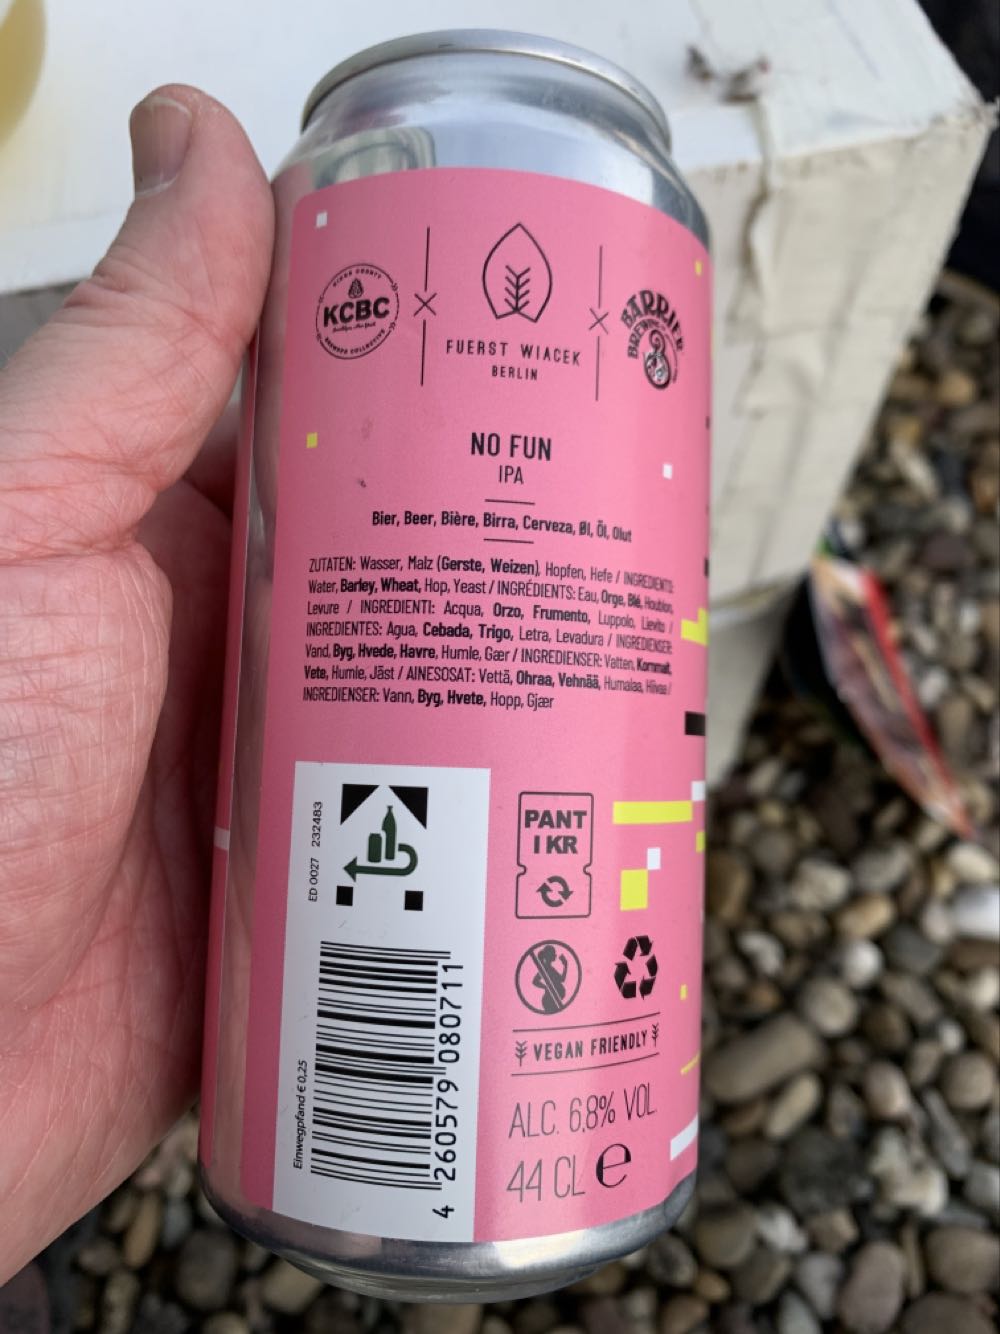 KINGS COUNTY
KCBC
BREWERS COLLECTIVE
FUERST WIACEK
BERLIN
BARRIER
BREWING
NO FUN
IPA
Bier, Beer, Bière, Birra, Cerveza, Øl, Öl, Olut
ZUTATEN: Wasser, Malz (Gerste, Weizen), Hopfen, Hefe / INGREDIENTS:
Water, Barley, Wheat, Hop, Yeast / INGRÉDIENTS: Eau, Orge, Blé, Houblon,
Levure / INGREDIENTI: Acqua, Orzo, Frumento, Luppolo, Lievito /
INGREDIENTES: Agua, Cebada, Trigo, Letra, Levadura / INGREDIENSER:
Vand, Byg, Hvede, Havre, Humle, Gær / INGREDIENSER: Vatten, Kornmalt,
Vete, Humle, Jäst / AINESOSAT: Vettä, Ohraa, Vehnää, Humalaa, Hiivaa /
INGREDIENSER: Vann, Byg, Hvete, Hopp, Gjær
ED 0027 232483
PANT
1 KR
Einwegpfand € 0,25
4 260579 080711
VEGAN FRIENDLY
ALC. 6,8% VOL.
44 CL e